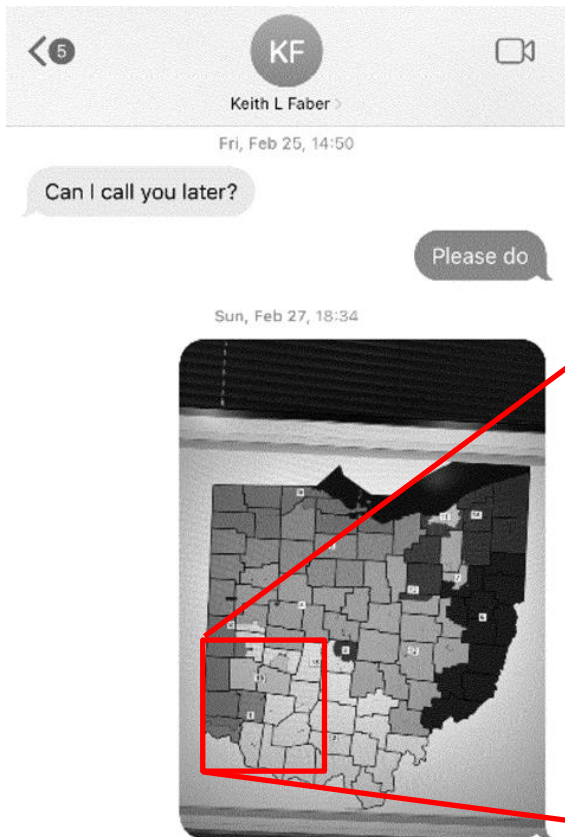 5
KF
Keith L Faber
Fri, Feb 25, 14:50
Can I call you later?
Please do
Sun, Feb 27, 18:34